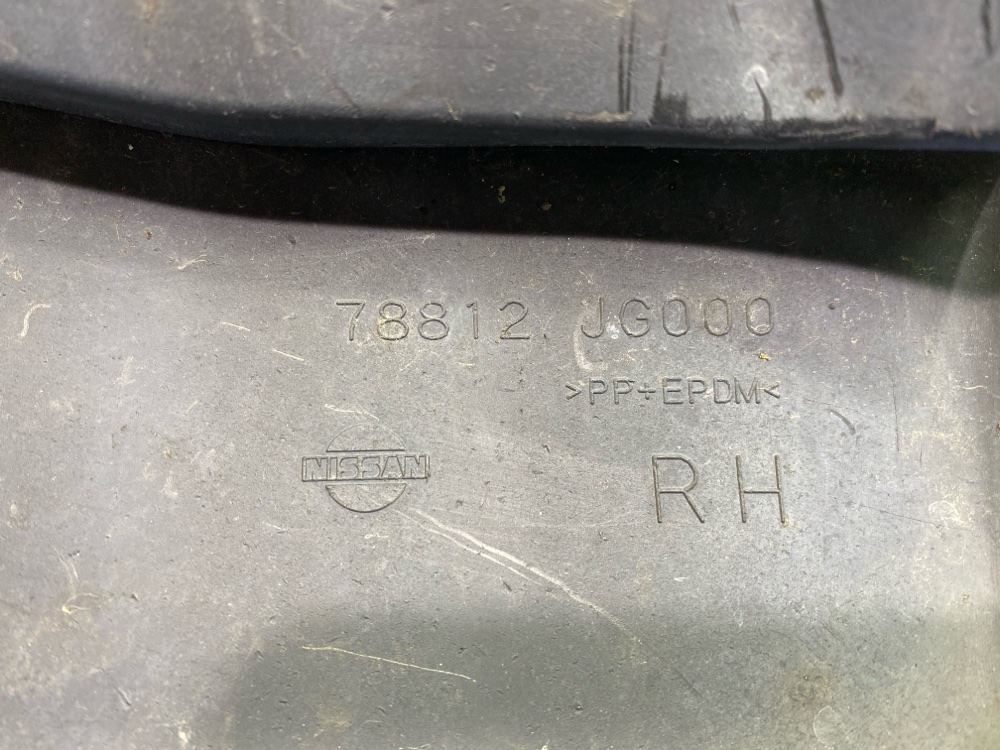 78812 JG000
>PP+EPDM<
NISSAN
RH